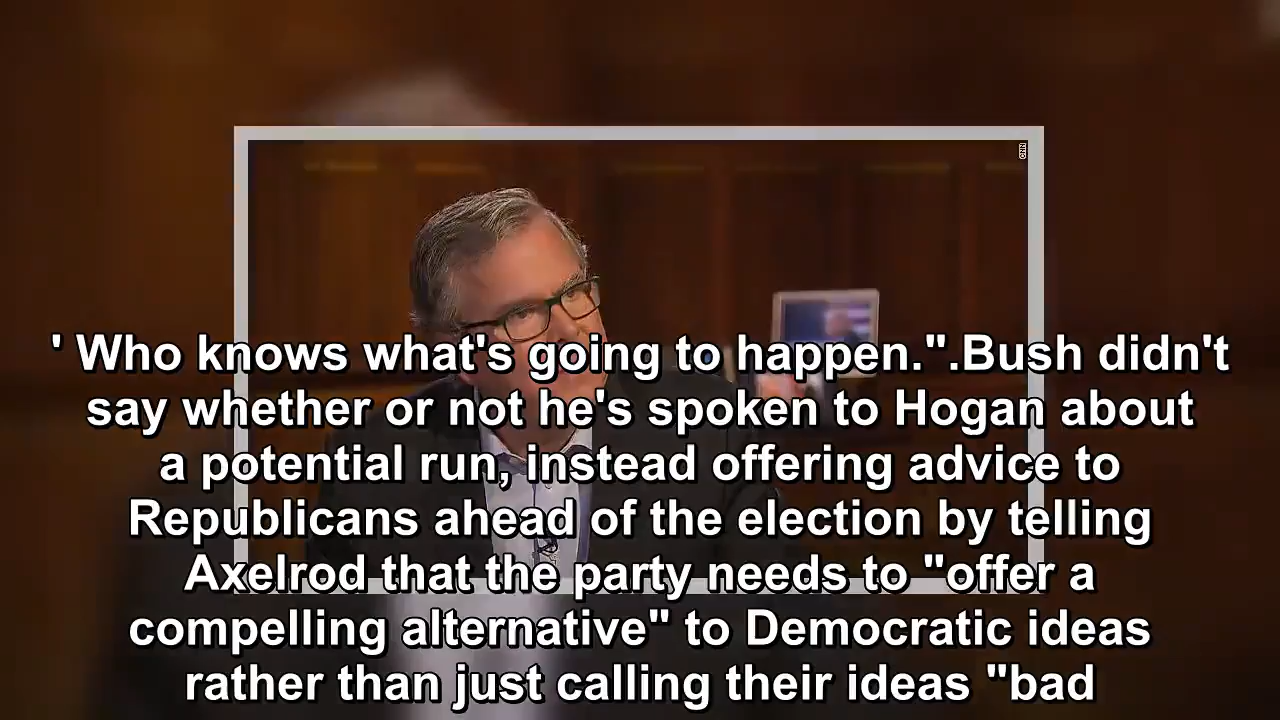 CNN
' Who knows what's going to happen.".Bush didn't
say whether or not he's spoken to Hogan about
a potential run, instead offering advice to
Republicans ahead of the election by telling
Axelrod that the party needs to "offer a
compelling alternative" to Democratic ideas
rather than just calling their ideas "bad